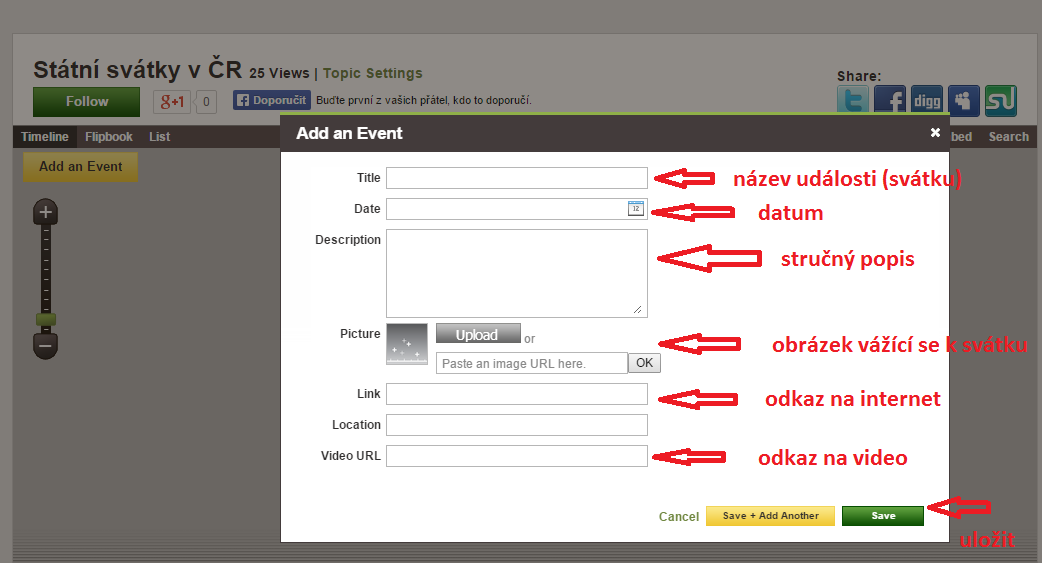 Státní svátky v ČR 25 Views | Topic Settings
Share:
Follow
g+1 0
Doporučit Buďte první z vašich přátel, kdo to doporučí.
digg
Add an Event ×
Timeline Flipbook List
bed Search
Add an Event
Title
název události (svátku)
Date 12
datum
Description
stručný popis
Picture
Upload or
obrázek vážící se k svátku
Paste an image URL here. OK
Link
odkaz na internet
Location
Video URL
odkaz na video
Cancel Save + Add Another Save
uložit